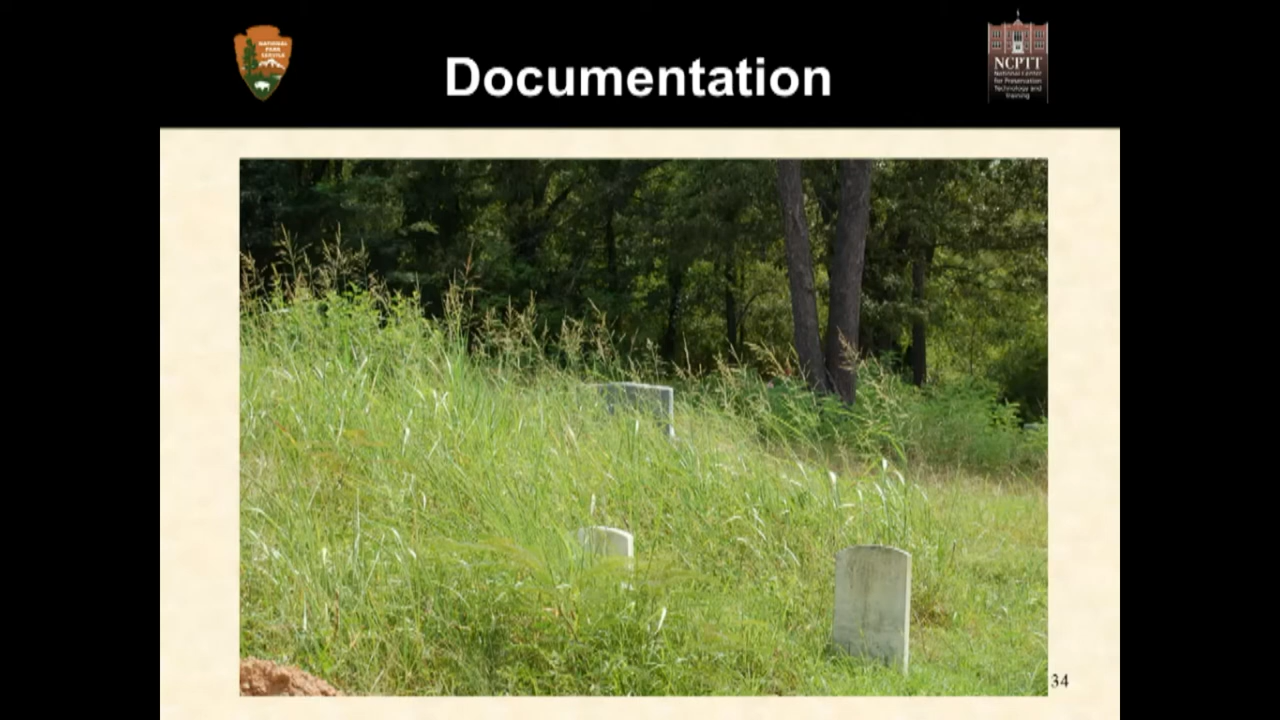 NATIONAL
PARK
SERVICE
Documentation
NCPTT
National Center
for Preservation
Technology and
Training
34